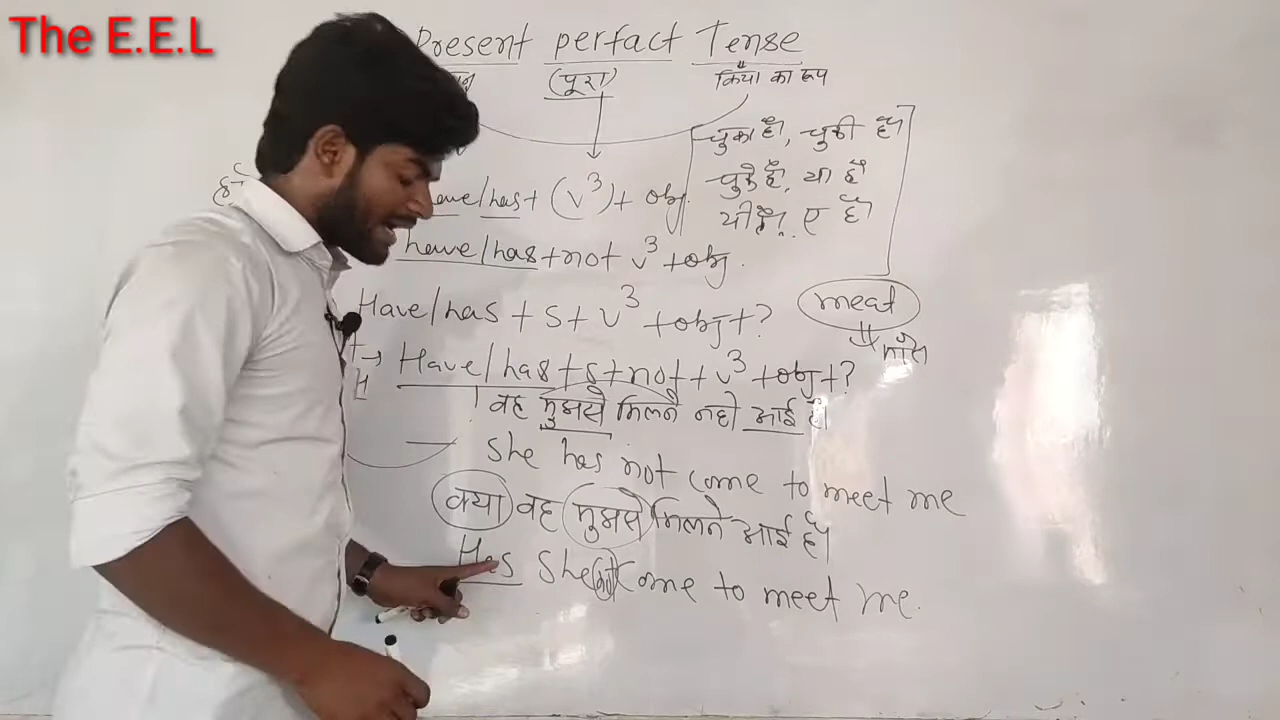 The E.E.L
Present perfact Tense
(पूरा) क्रिया का रूप
चुका है, चुकी है
चुके हैं, या है
यी है, ए है
have/has + (v3) + obj.
have/has + not v3 + obj.
Have/has + s + v3 + obj + ?
meat
माँस
Have/has + s + not + v3 + obj + ?
वह मुझसे मिलने नहीं आई है।
She has not come to meet me
क्या वह मुझसे मिलने आई है।
Has She not come to meet me.